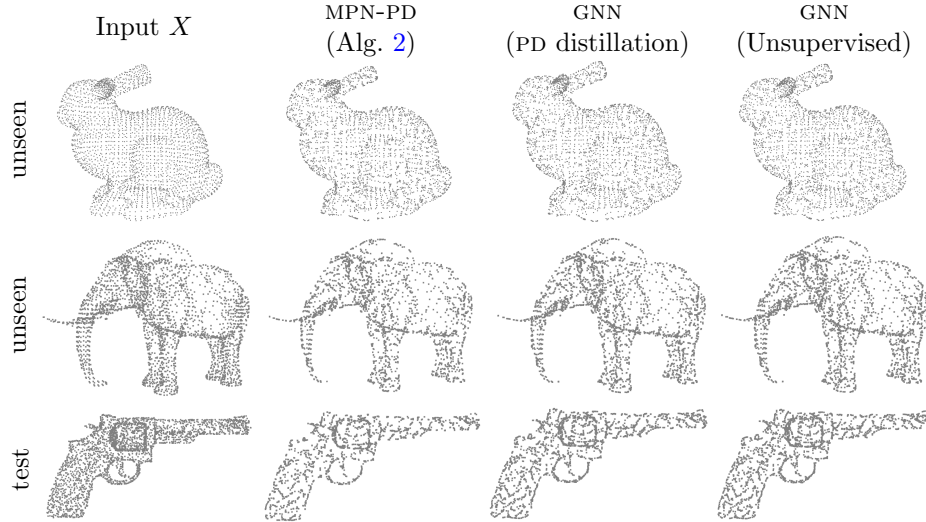 Input X
MPN-PD
(Alg. 2)
GNN
(PD distillation)
GNN
(Unsupervised)
unseen
unseen
test